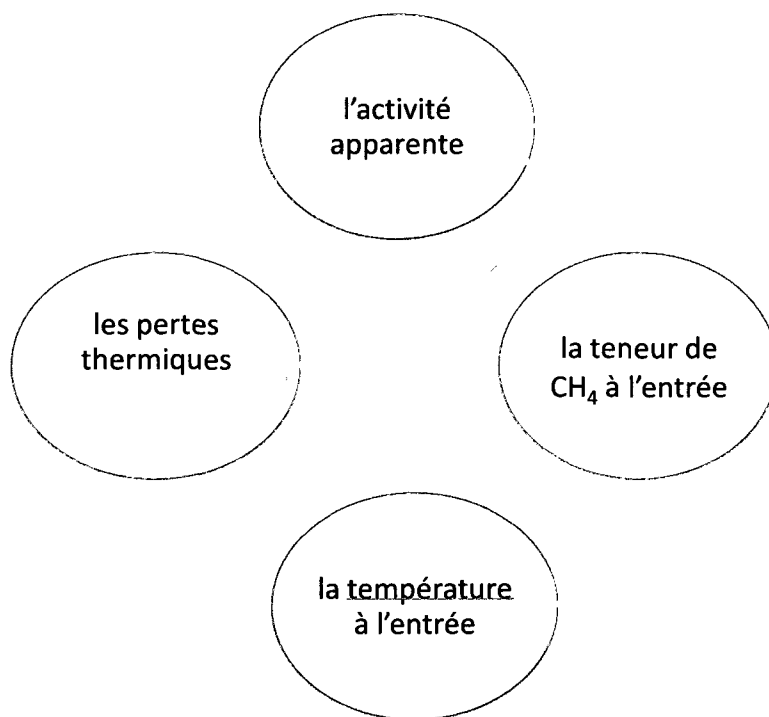 l'activité
apparente
les pertes
thermiques
la teneur de
CH₄ à l'entrée
la température
à l'entrée